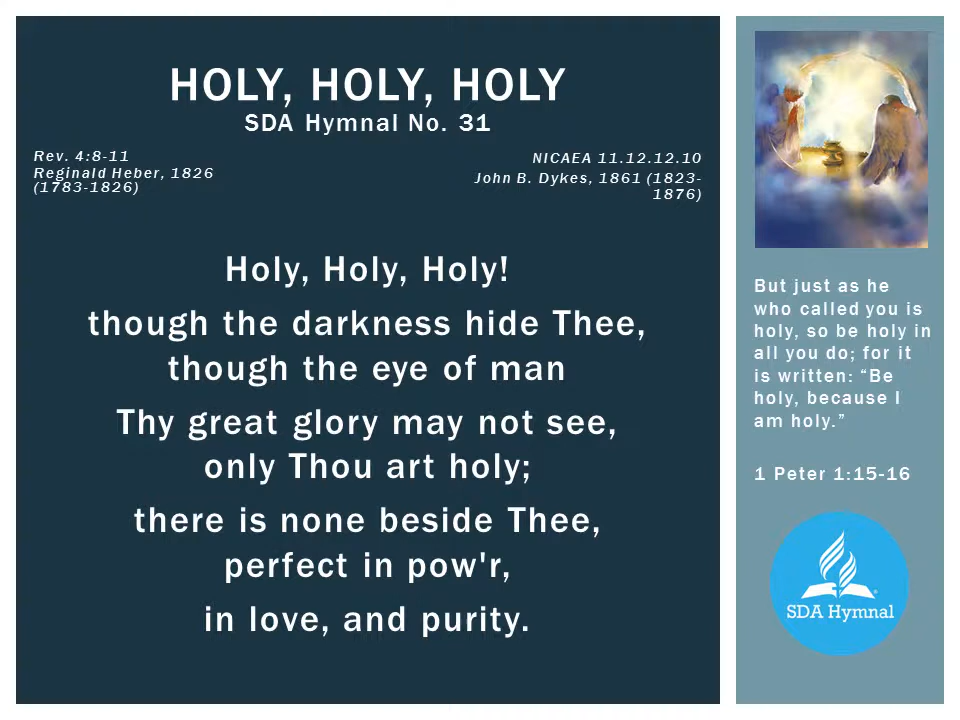 HOLY, HOLY, HOLY
SDA Hymnal No. 31
Rev. 4:8-11
Reginald Heber, 1826
(1783-1826)
NICAEA 11.12.12.10
John B. Dykes, 1861 (1823-
1876)
Holy, Holy, Holy!
though the darkness hide Thee,
though the eye of man
Thy great glory may not see,
only Thou art holy;
there is none beside Thee,
perfect in pow'r,
in love, and purity.
But just as he
who called you is
holy, so be holy in
all you do; for it
is written: “Be
holy, because I
am holy.”
1 Peter 1:15-16
SDA Hymnal